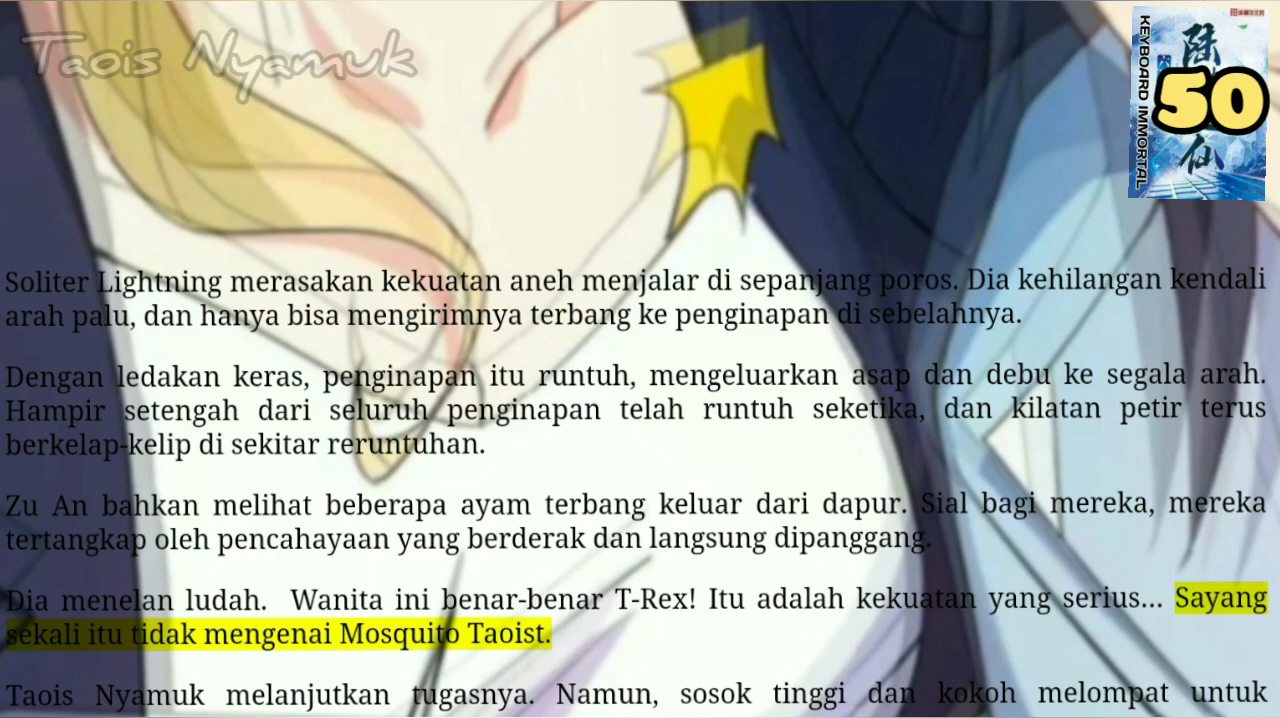 Taois Nyamuk
KEYBOARD IMMORTAL
50
Soliter Lightning merasakan kekuatan aneh menjalar di sepanjang poros. Dia kehilangan kendali
arah palu, dan hanya bisa mengirimnya terbang ke penginapan di sebelahnya.
Dengan ledakan keras, penginapan itu runtuh, mengeluarkan asap dan debu ke segala arah.
Hampir setengah dari seluruh penginapan telah runtuh seketika, dan kilatan petir terus
berkelap-kelip di sekitar reruntuhan.
Zu An bahkan melihat beberapa ayam terbang keluar dari dapur. Sial bagi mereka, mereka
tertangkap oleh pencahayaan yang berderak dan langsung dipanggang.
Dia menelan ludah. Wanita ini benar-benar T-Rex! Itu adalah kekuatan yang serius... Sayang
sekali itu tidak mengenai Mosquito Taoist.
Taois Nyamuk melanjutkan tugasnya. Namun, sosok tinggi dan kokoh melompat untuk